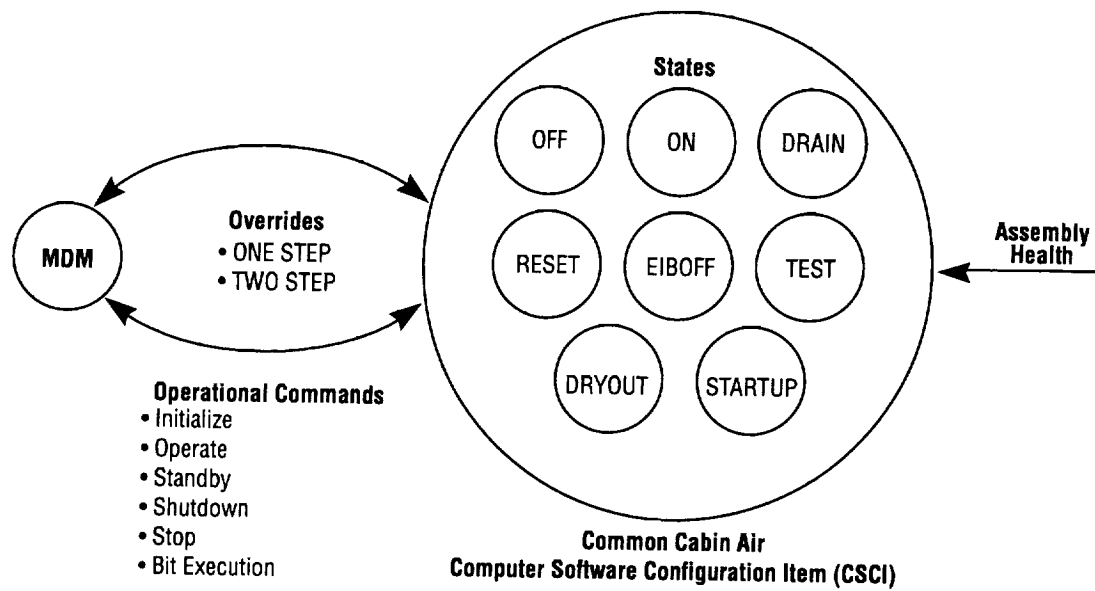 States
OFF
ON
DRAIN
MDM
Overrides
• ONE STEP
• TWO STEP
RESET
EIBOFF
TEST
Assembly
Health
DRYOUT
STARTUP
Operational Commands
• Initialize
• Operate
• Standby
• Shutdown
• Stop
• Bit Execution
Common Cabin Air
Computer Software Configuration Item (CSCI)